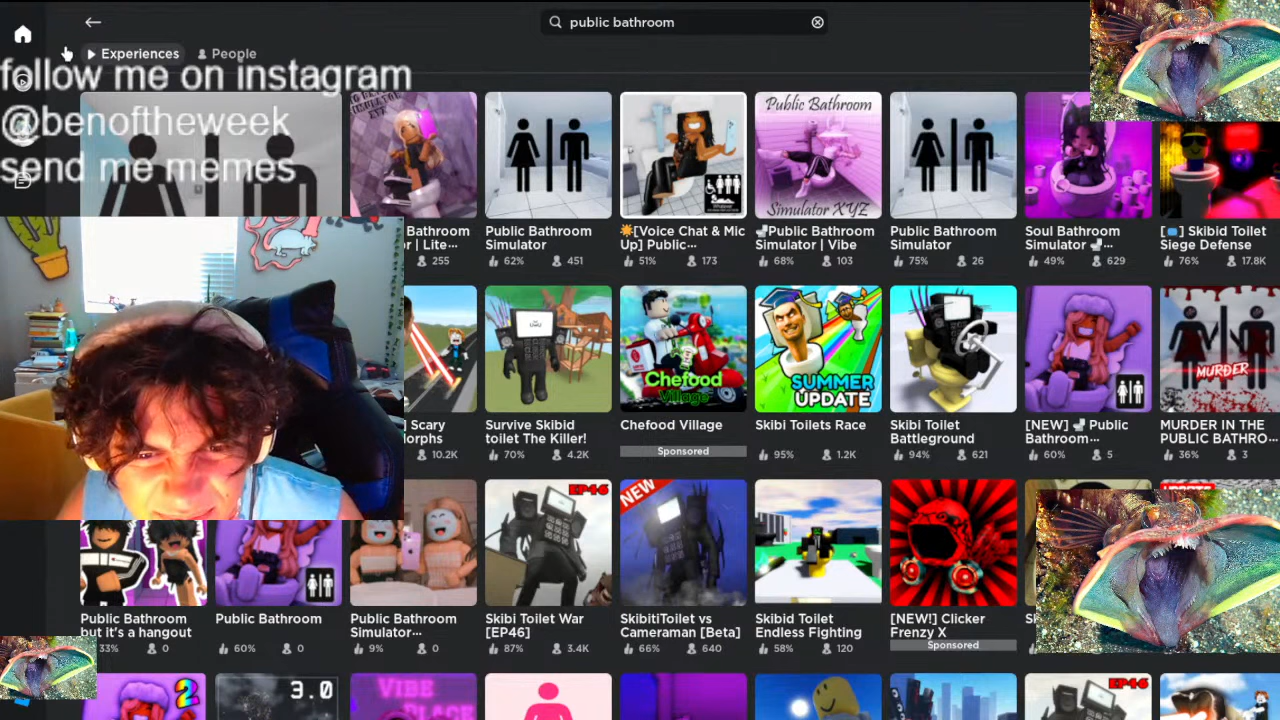 public bathroom
Experiences
People
follow me on instagram
@benoftheweek
send me memes
Bathroom
r | Lite...
255
Public Bathroom
Simulator
62% 451
[Voice Chat & Mic
Up] Public...
51% 173
Public Bathroom
Simulator XYZ
Public Bathroom
Simulator | Vibe
68% 103
Public Bathroom
Simulator
75% 26
Soul Bathroom
Simulator
49% 629
[ ] Skibid Toilet
Siege Defense
76% 17.8K
Scary
orphs
10.2K
UwU
Survive Skibid
toilet The Killer!
70% 4.2K
Chefood
Village
Chefood Village
Sponsored
SUMMER
UPDATE
Skibi Toilets Race
95% 1.2K
Skibi Toilet
Battleground
94% 621
[NEW] Public
Bathroom...
60% 5
MURDER
MURDER IN THE
PUBLIC BATHRO...
36% 3
Public Bathroom
but it's a hangout
33% 0
Public Bathroom
60% 0
Public Bathroom
Simulator...
9% 0
EP46
Skibi Toilet War
[EP46]
87% 3.4K
NEW
SkibitiToilet vs
Cameraman [Beta]
66% 640
Skibid Toilet
Endless Fighting
58% 120
[NEW!] Clicker
Frenzy X
Sponsored
2
3.0
VIBE
PLACE
EP46